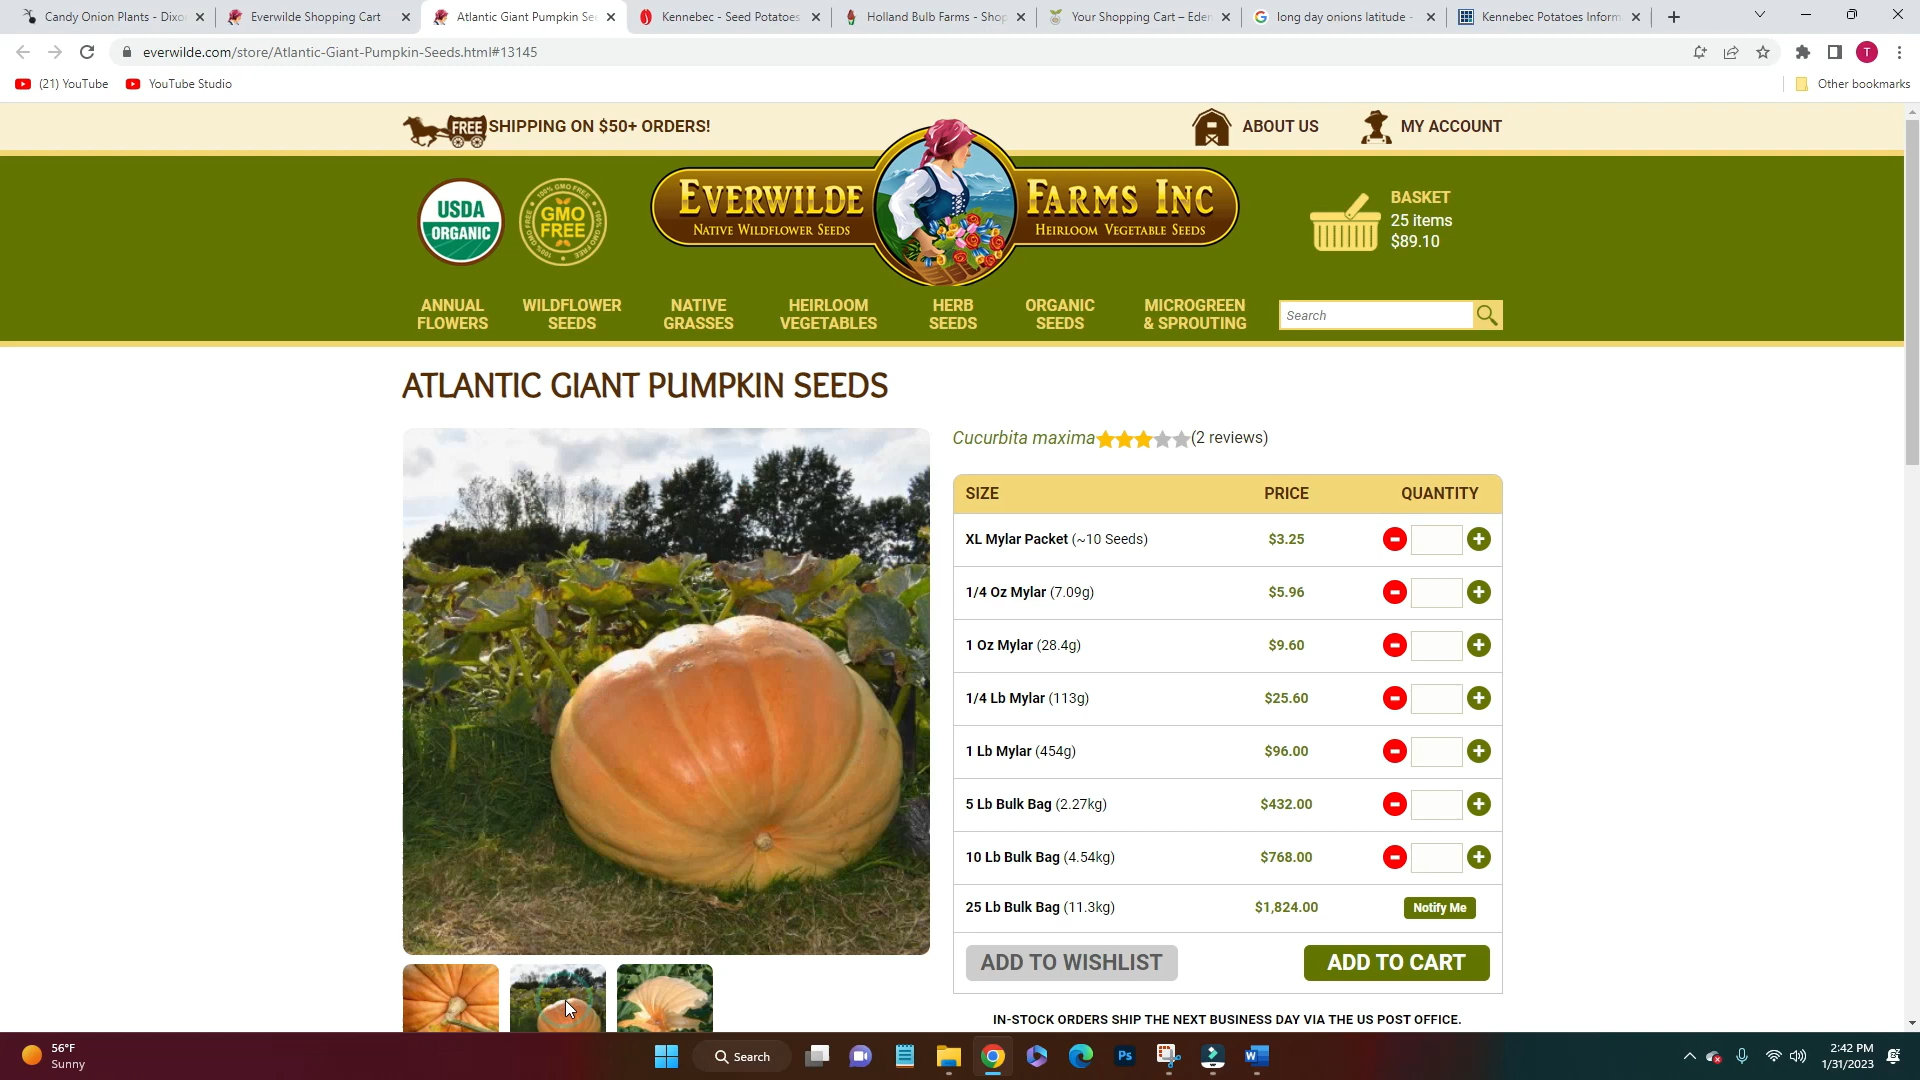 Candy Onion Plants - Dixo
Everwilde Shopping Cart
Atlantic Giant Pumpkin Se
Kennebec - Seed Potatoes
Holland Bulb Farms - Shop
Your Shopping Cart – Eden
long day onions latitude -
Kennebec Potatoes Inform
everwilde.com/store/Atlantic-Giant-Pumpkin-Seeds.html#13145
T
(21) YouTube
YouTube Studio
Other bookmarks
FREE SHIPPING ON $50+ ORDERS!
ABOUT US
MY ACCOUNT
USDA
ORGANIC
100% GMO FREE
GMO
FREE
EVERWILDE FARMS INC
NATIVE WILDFLOWER SEEDS
HEIRLOOM VEGETABLE SEEDS
BASKET
25 items
$89.10
ANNUAL
FLOWERS
WILDFLOWER
SEEDS
NATIVE
GRASSES
HEIRLOOM
VEGETABLES
HERB
SEEDS
ORGANIC
SEEDS
MICROGREEN
& SPROUTING
Search
ATLANTIC GIANT PUMPKIN SEEDS
Cucurbita maxima (2 reviews)
SIZE PRICE QUANTITY
XL Mylar Packet (~10 Seeds) $3.25
1/4 Oz Mylar (7.09g) $5.96
1 Oz Mylar (28.4g) $9.60
1/4 Lb Mylar (113g) $25.60
1 Lb Mylar (454g) $96.00
5 Lb Bulk Bag (2.27kg) $432.00
10 Lb Bulk Bag (4.54kg) $768.00
25 Lb Bulk Bag (11.3kg) $1,824.00 Notify Me
ADD TO WISHLIST
ADD TO CART
IN-STOCK ORDERS SHIP THE NEXT BUSINESS DAY VIA THE US POST OFFICE.
56°F
Sunny
Search
Ps
W
2:42 PM
1/31/2023